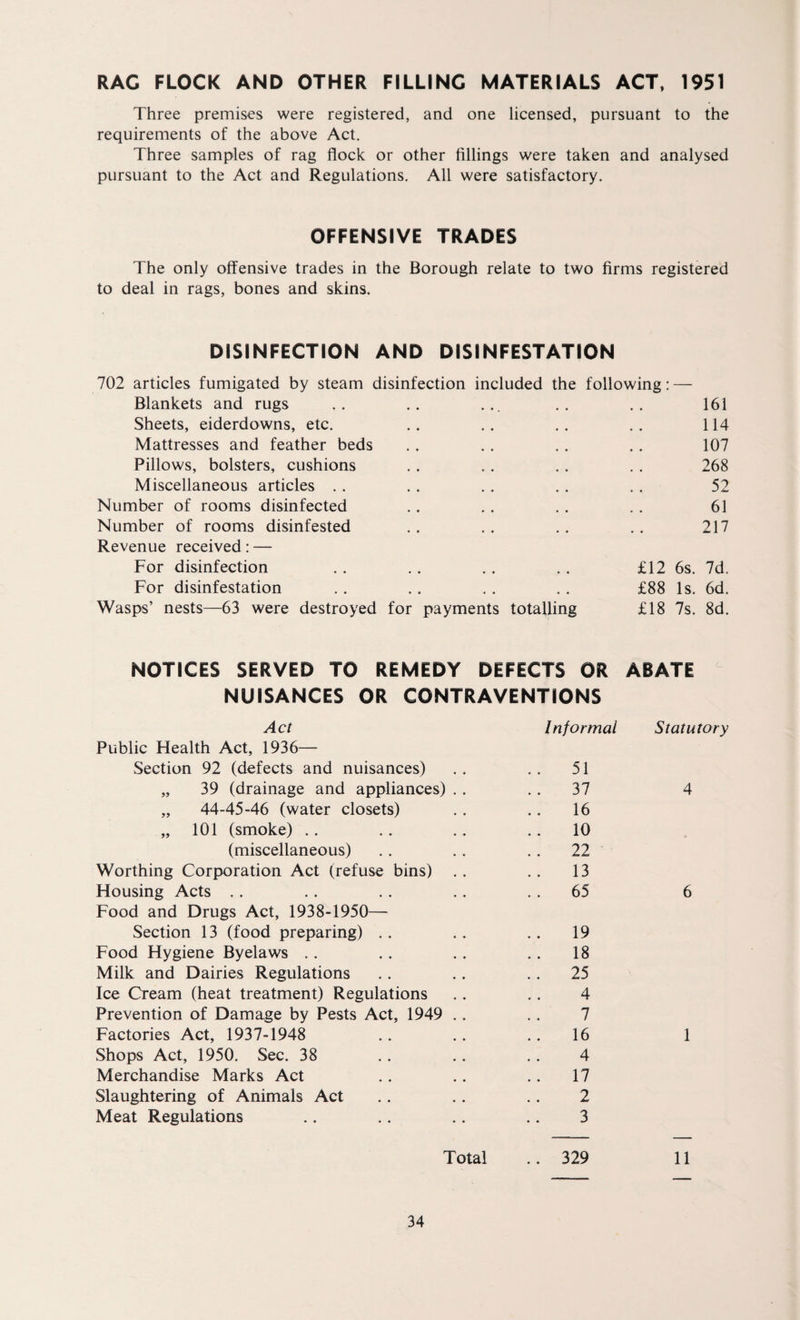 RAG FLOCK AND OTHER FILLING MATERIALS ACT, 1951
Three premises were registered, and one licensed, pursuant to the
requirements of the above Act.
Three samples of rag flock or other fillings were taken and analysed
pursuant to the Act and Regulations. All were satisfactory.
OFFENSIVE TRADES
The only offensive trades in the Borough relate to two firms registered
to deal in rags, bones and skins.
DISINFECTION AND DISINFESTATION
702 articles fumigated by steam disinfection included the following: —
Blankets and rugs .. .. ... .. .. 161
Sheets, eiderdowns, etc. .. .. .. .. 114
Mattresses and feather beds .. .. .. .. 107
Pillows, bolsters, cushions .. .. .. .. 268
Miscellaneous articles .. .. .. .. .. 52
Number of rooms disinfected .. .. .. .. 61
Number of rooms disinfested .. .. .. .. 217
Revenue received: —
For disinfection .. .. .. .. £12 6s. 7d.
For disinfestation .. .. .. .. £88 1s. 6d.
Wasps' nests—63 were destroyed for payments totalling £18 7s. 8d.
NOTICES SERVED TO REMEDY DEFECTS OR ABATE
NUISANCES OR CONTRAVENTIONS
Act Informal Statutory
Public Health Act, 1936—
Section 92 (defects and nuisances) .. .. 51
„ 39 (drainage and appliances) .. .. 37 4
„ 44-45-46 (water closets) .. .. 16
„ 101 (smoke) .. .. .. .. 10
(miscellaneous) .. .. .. 22
Worthing Corporation Act (refuse bins) .. .. 13
Housing Acts .. .. .. .. .. 65 6
Food and Drugs Act, 1938-1950—
Section 13 (food preparing) .. .. .. 19
Food Hygiene Byelaws .. .. .. .. 18
Milk and Dairies Regulations .. .. .. 25
Ice Cream (heat treatment) Regulations .. .. 4
Prevention of Damage by Pests Act, 1949 .. .. 7
Factories Act, 1937-1948 .. .. .. 16 1
Shops Act, 1950. Sec. 38 .. .. .. 4
Merchandise Marks Act .. .. .. 17
Slaughtering of Animals Act .. .. .. 2
Meat Regulations .. .. .. .. 3
Total .. 329 11
34